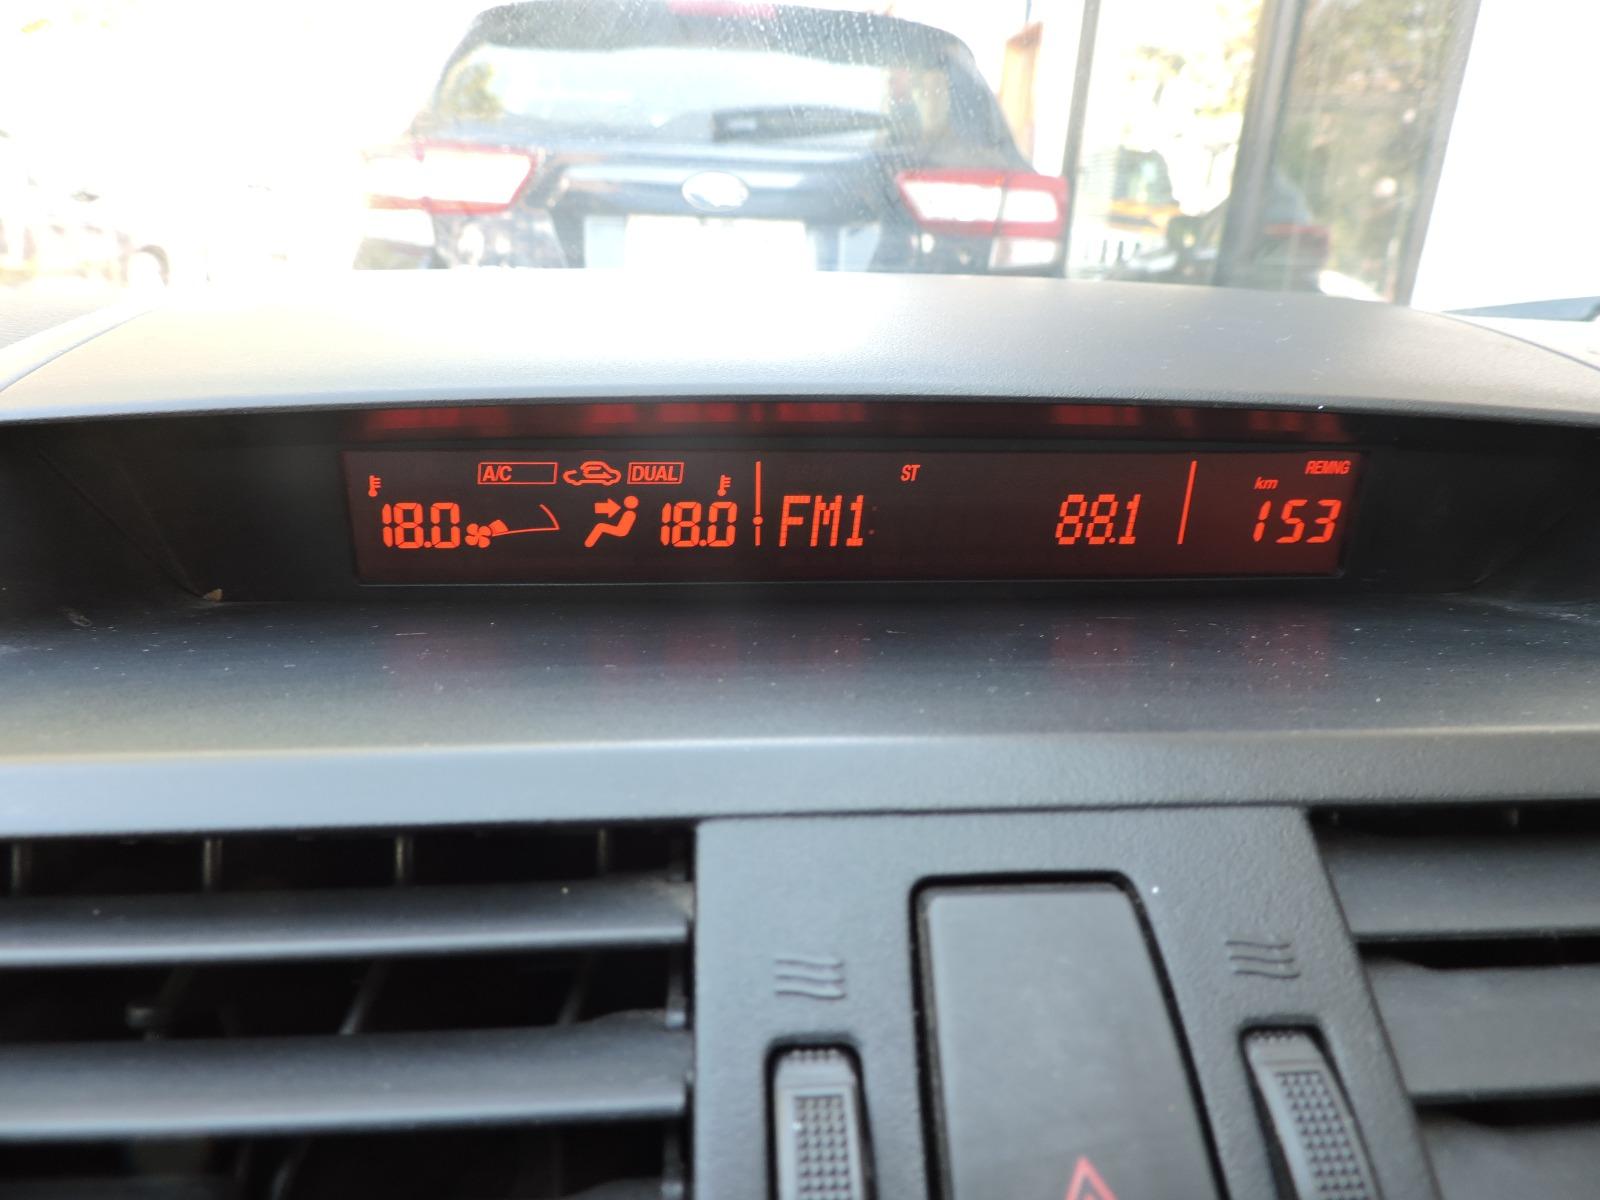 A/C DUAL ST REMNG
km
18.0 18.0 FM1 88.1 153